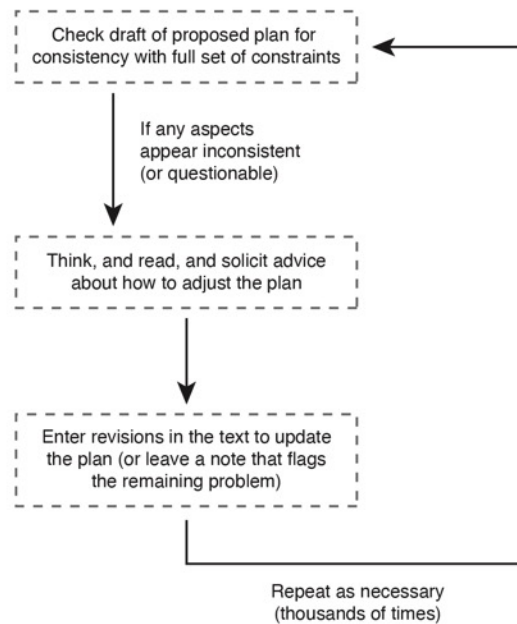 Check draft of proposed plan for
consistency with full set of constraints
If any aspects
appear inconsistent
(or questionable)
Think, and read, and solicit advice
about how to adjust the plan
Enter revisions in the text to update
the plan (or leave a note that flags
the remaining problem)
Repeat as necessary
(thousands of times)